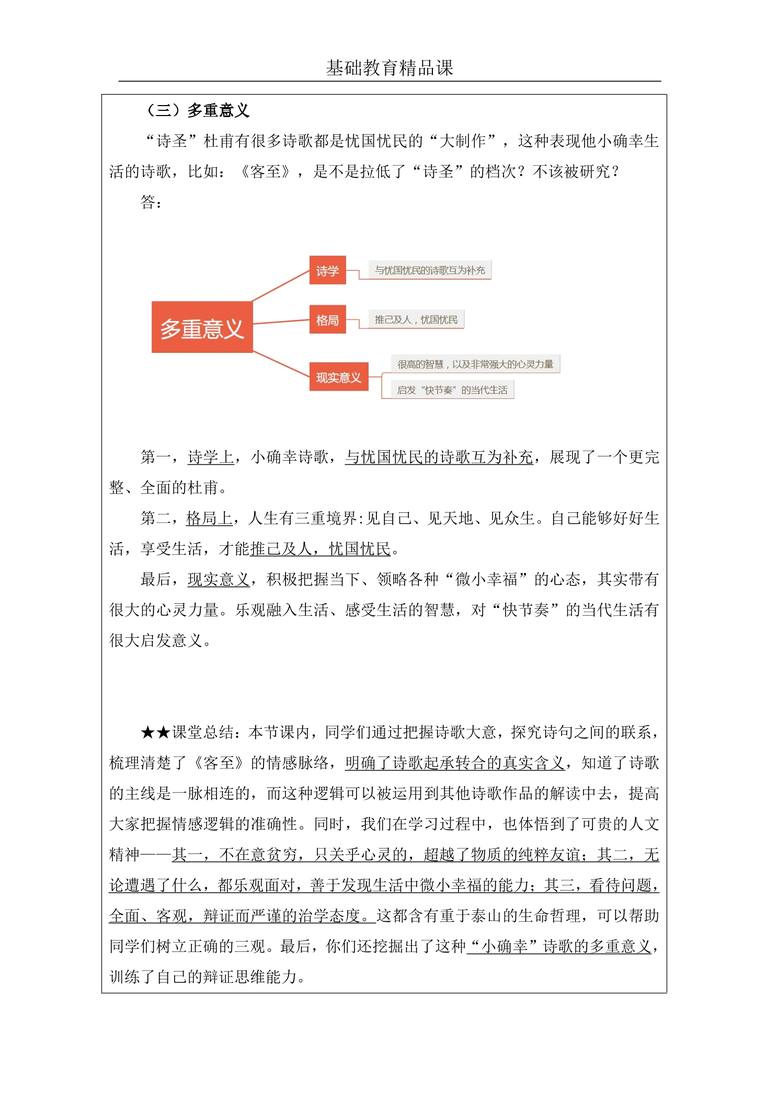 基础教育精品课
（三）多重意义
“诗圣”杜甫有很多诗歌都是忧国忧民的“大制作”，这种表现他小确幸生
活的诗歌，比如：《客至》，是不是拉低了“诗圣”的档次？不该被研究？
答：
多重意义
诗学
与忧国忧民的诗歌互为补充
格局
推己及人，忧国忧民
现实意义
很高的智慧，以及非常强大的心灵力量
启发“快节奏”的当代生活
第一，诗学上，小确幸诗歌，与忧国忧民的诗歌互为补充，展现了一个更完
整、全面的杜甫。
第二，格局上，人生有三重境界：见自己、见天地、见众生。自己能够好好生
活，享受生活，才能推己及人，忧国忧民。
最后，现实意义，积极把握当下、领略各种“微小幸福”的心态，其实带有
很大的心灵力量。乐观融入生活、感受生活的智慧，对“快节奏”的当代生活有
很大启发意义。
★★课堂总结：本节课内，同学们通过把握诗歌大意，探究诗句之间的联系，
梳理清楚了《客至》的情感脉络，明确了诗歌起承转合的真实含义，知道了诗歌
的主线是一脉相连的，而这种逻辑可以被运用到其他诗歌作品的解读中去，提高
大家把握情感逻辑的准确性。同时，我们在学习过程中，也体悟到了可贵的人文
精神——其一，不在意贫穷，只关乎心灵的，超越了物质的纯粹友谊；其二，无
论遭遇了什么，都乐观面对，善于发现生活中微小幸福的能力；其三，看待问题，
全面、客观，辩证而严谨的治学态度。这都含有重于泰山的生命哲理，可以帮助
同学们树立正确的三观。最后，你们还挖掘出了这种“小确幸”诗歌的多重意义，
训练了自己的辩证思维能力。